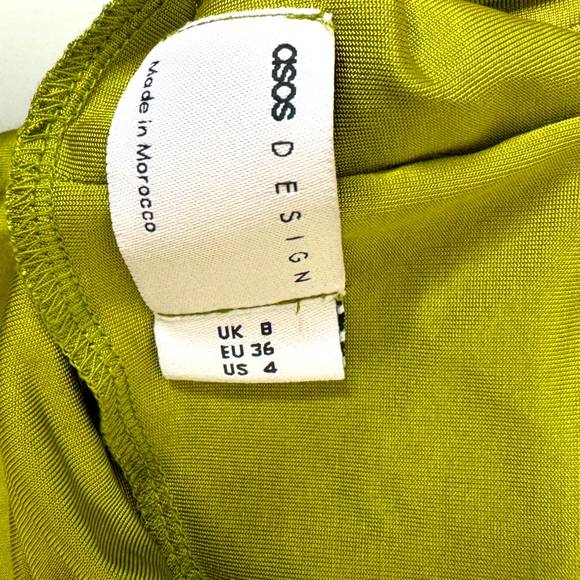 asos DESIGN
Made in Morocco
UK 8
EU 36
US 4